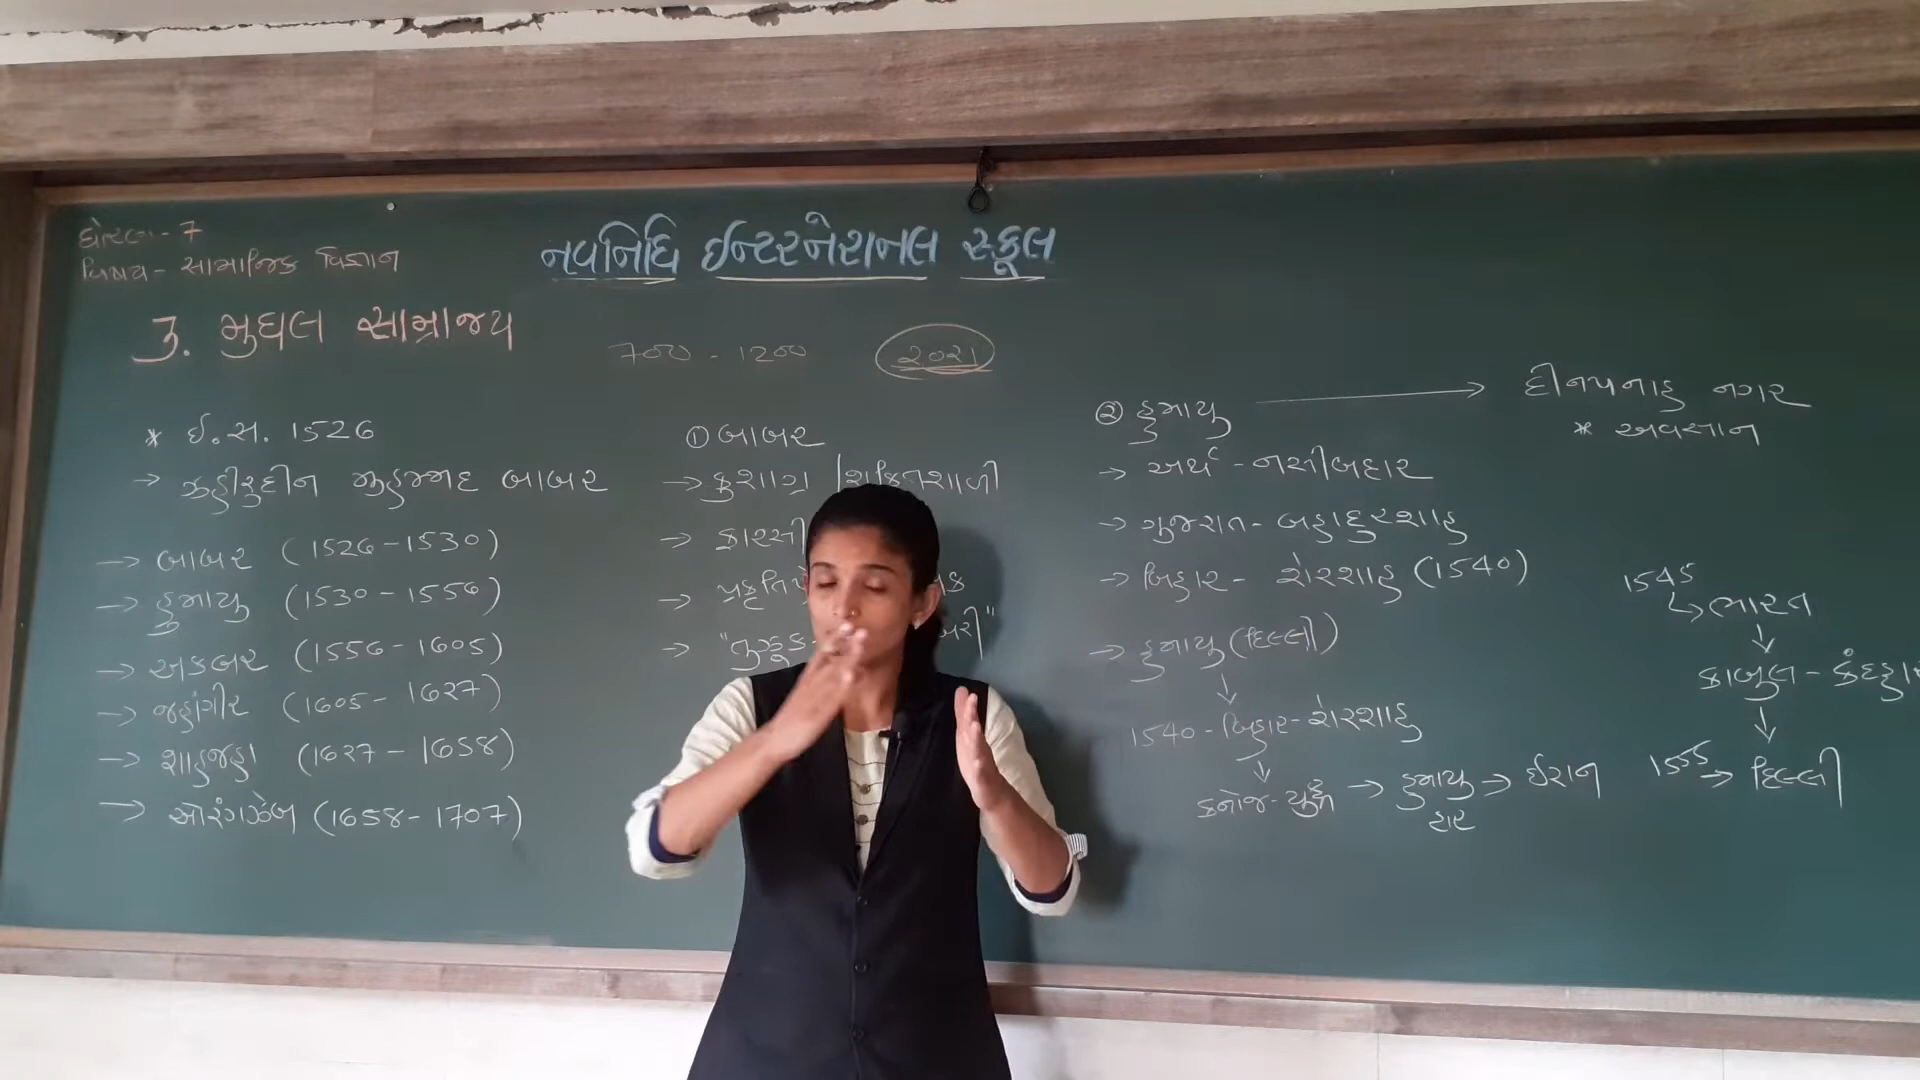 ધોરણ - 7
વિષય - સામાજિક વિજ્ઞાન
નવનિધિ ઈન્ટરનેશનલ સ્કૂલ
3. મુઘલ સામ્રાજ્ય
700 - 1200
2021
* ઈ.સ. 1526
→ ઝહીરુદીન મુહમ્મદ બાબર
→ બાબર (1526-1530)
→ હુમાયુ (1530-1556)
→ અકબર (1556-1605)
→ જહાંગીર (1605-1627)
→ શાહજહા (1627-1658)
→ ઔરંગઝેબ (1658-1707)
① બાબર
→ કુશાગ્ર / શક્તિશાળી
→ ફારસી
→
→ "તુઝુક-
② હુમાયુ → દીનપનાહ નગર
* અવસાન
→ અર્થ - નસીબદાર
→ ગુજરાત - બહાદુરશાહ
→ બિહાર - શેરશાહ (1540)
→ હુમાયુ (દિલ્લી)
↓
1540 - બિહાર - શેરશાહ
↓
કનોજ - યુદ્ધ → હુમાયુ → ઈરાન
હાર
1545
↳ ભારત
↓
કાબુલ -
↓
1555 → દિલ્લી